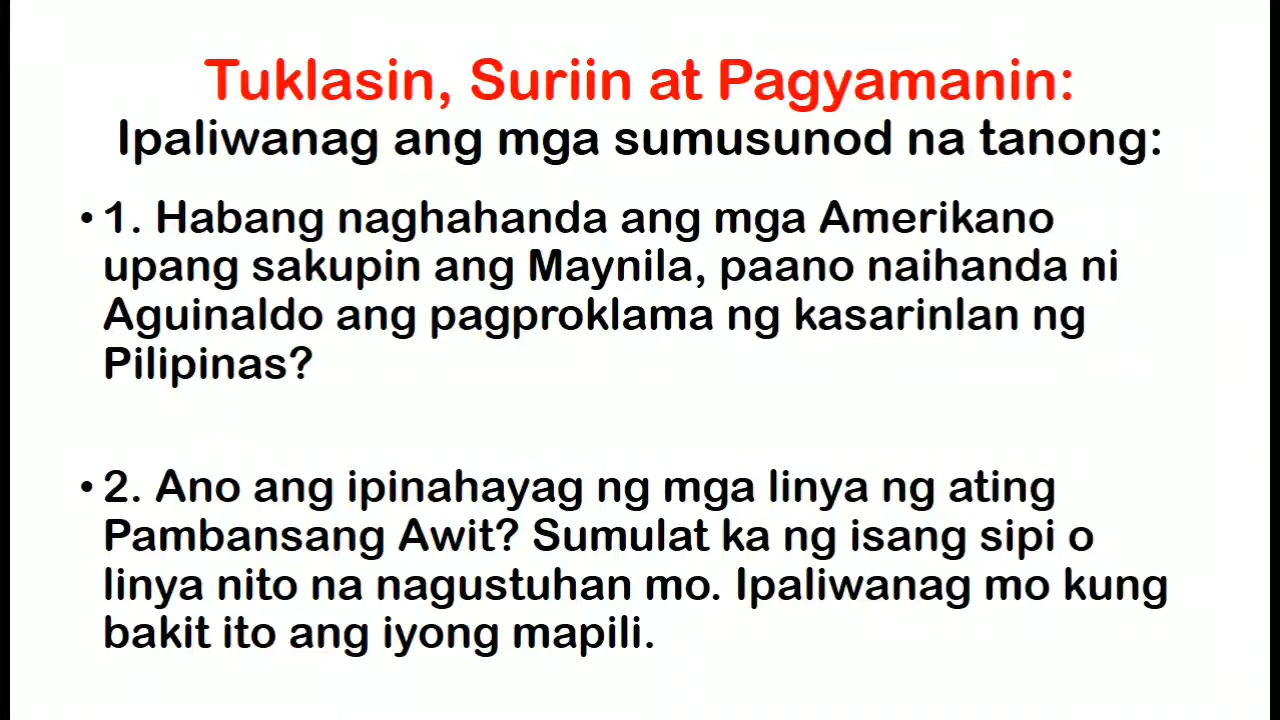 Tuklasin, Suriin at Pagyamanin:
Ipaliwanag ang mga sumusunod na tanong:
• 1. Habang naghahanda ang mga Amerikano
upang sakupin ang Maynila, paano naihanda ni
Aguinaldo ang pagproklama ng kasarinlan ng
Pilipinas?
• 2. Ano ang ipinahayag ng mga linya ng ating
Pambansang Awit? Sumulat ka ng isang sipi o
linya nito na nagustuhan mo. Ipaliwanag mo kung
bakit ito ang iyong mapili.